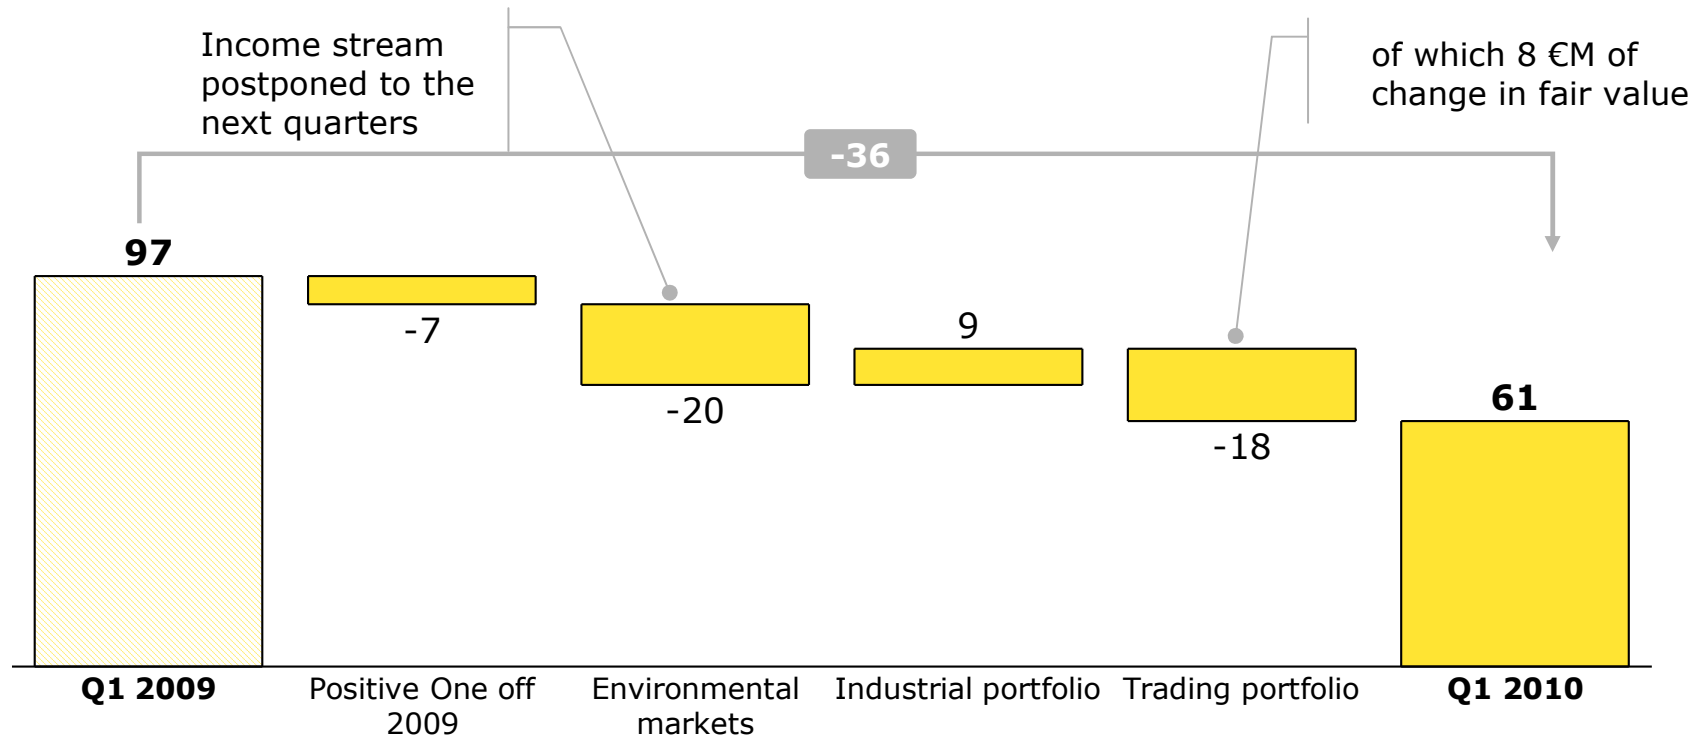 Income stream
postponed to the
next quarters
of which 8 €M of
change in fair value
-36
97
-7
-20
9
-18
61
Q1 2009
Positive One off
2009
Environmental
markets
Industrial portfolio
Trading portfolio
Q1 2010